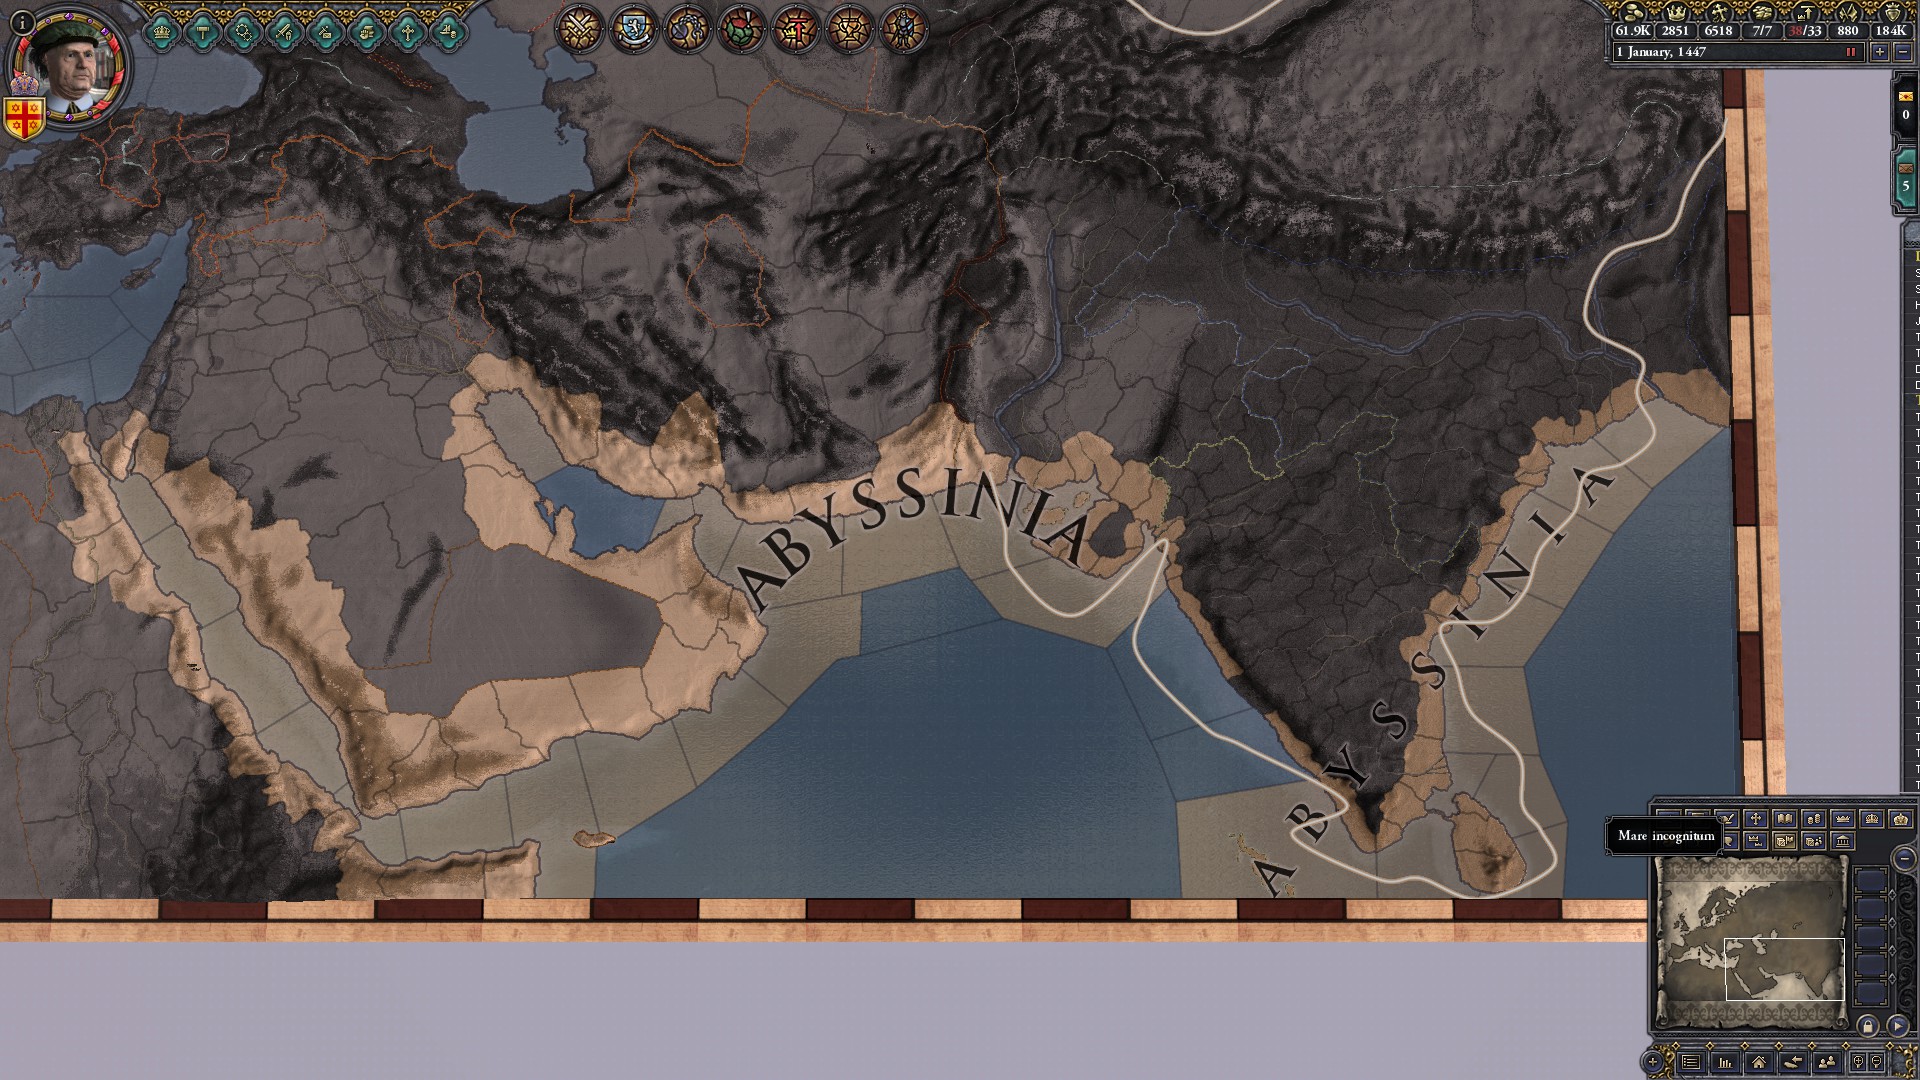 61.9K 2851 6518 7/7 38/33 880 184K
1 January, 1447
0
5
ABYSSINIA
ABYSSINIA
Mare incognitum